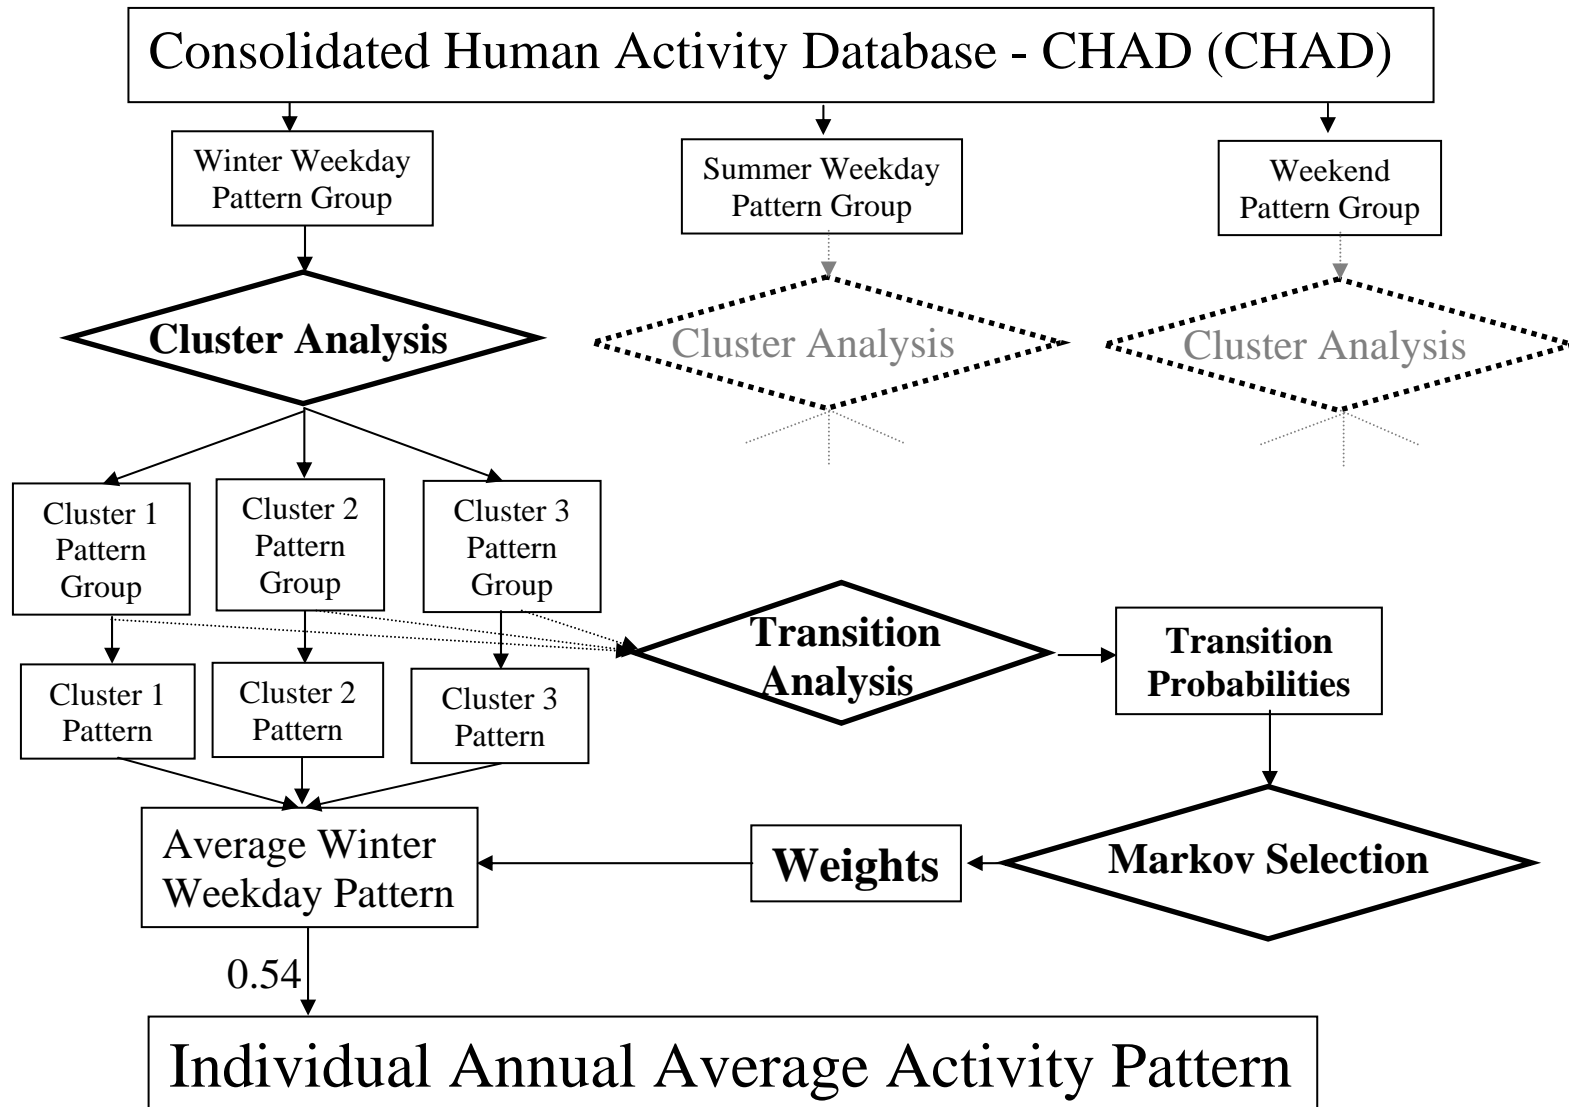 Consolidated Human Activity Database - CHAD (CHAD)
Winter Weekday
Pattern Group
Summer Weekday
Pattern Group
Weekend
Pattern Group
Cluster Analysis
Cluster Analysis
Cluster Analysis
Cluster 1
Pattern
Group
Cluster 2
Pattern
Group
Cluster 3
Pattern
Group
Transition
Analysis
Transition
Probabilities
Cluster 1
Pattern
Cluster 2
Pattern
Cluster 3
Pattern
Average Winter
Weekday Pattern
Weights
Markov Selection
0.54
Individual Annual Average Activity Pattern